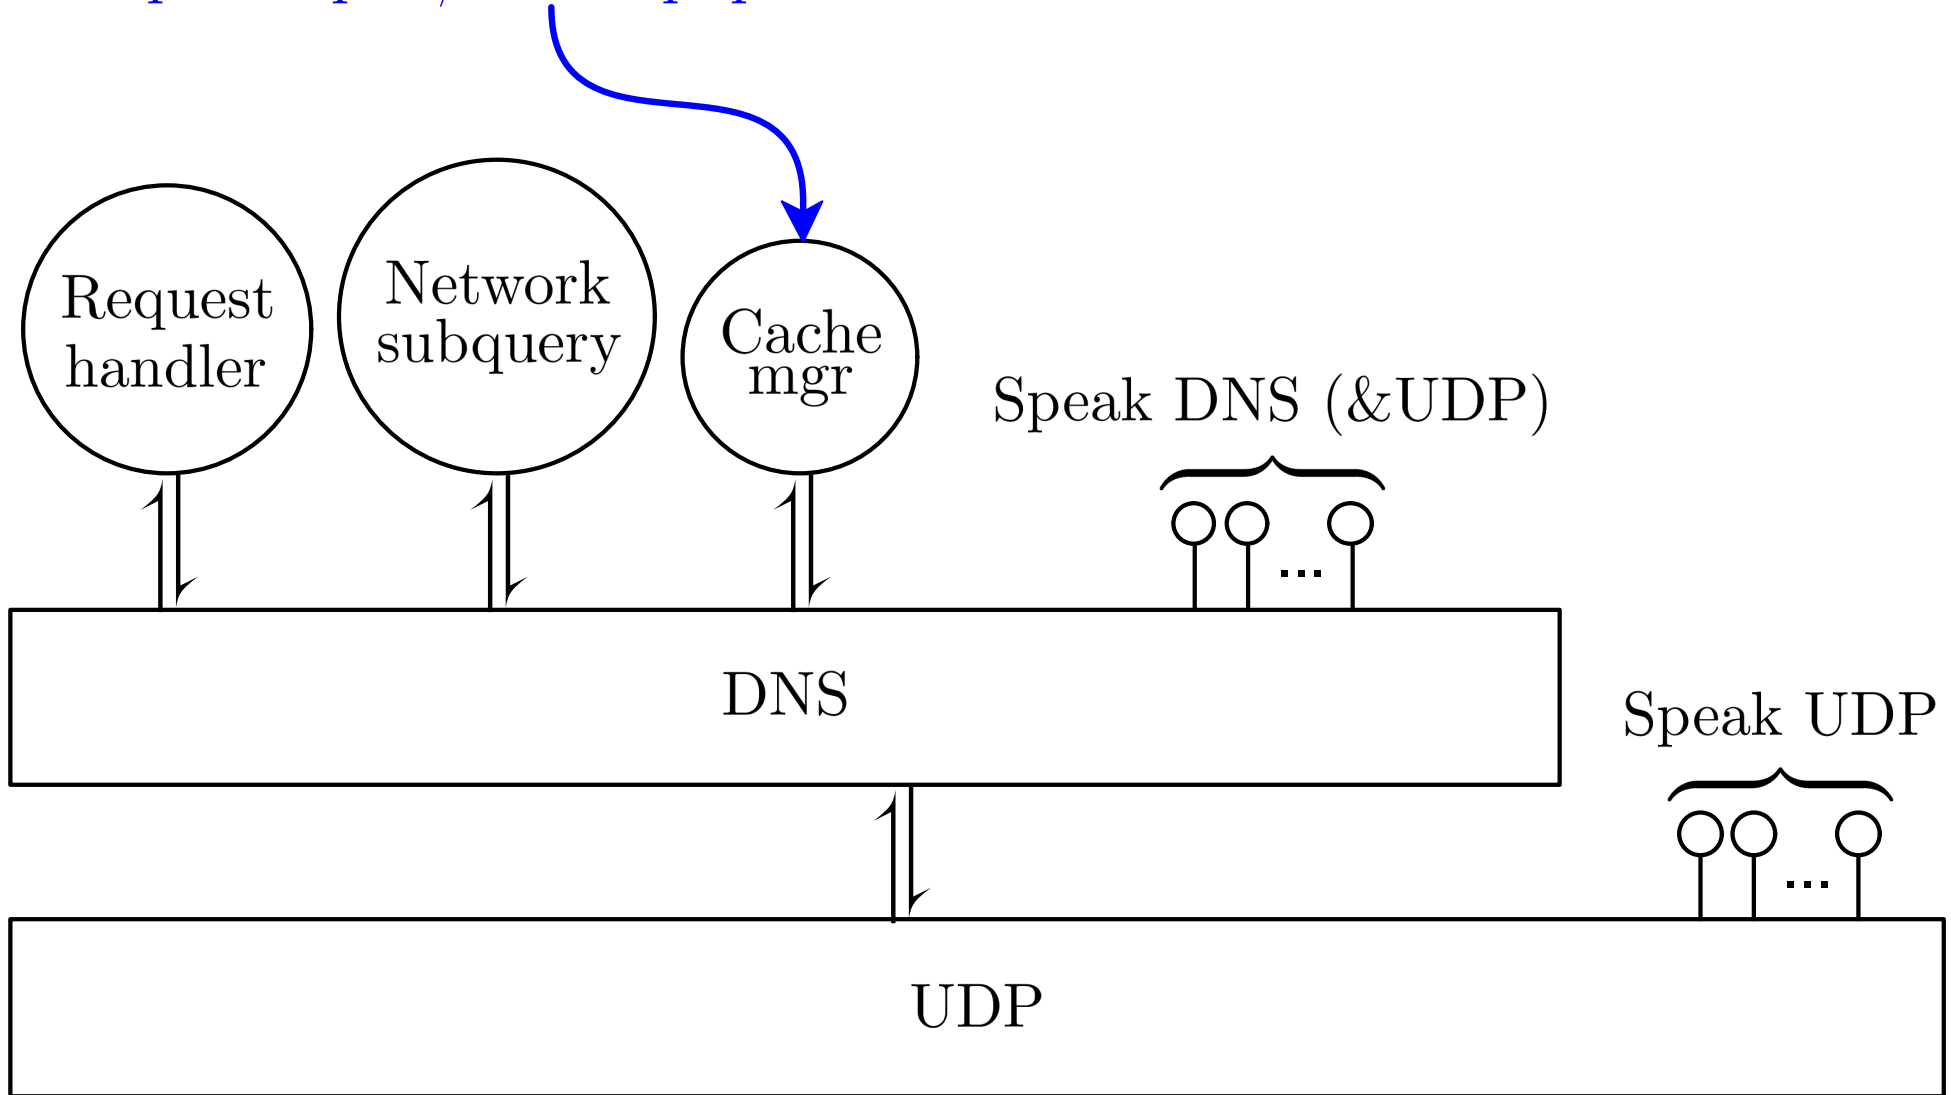 Request
handler
Network
subquery
Cache
mgr
Speak DNS (&UDP)
...
DNS
Speak UDP
...
UDP